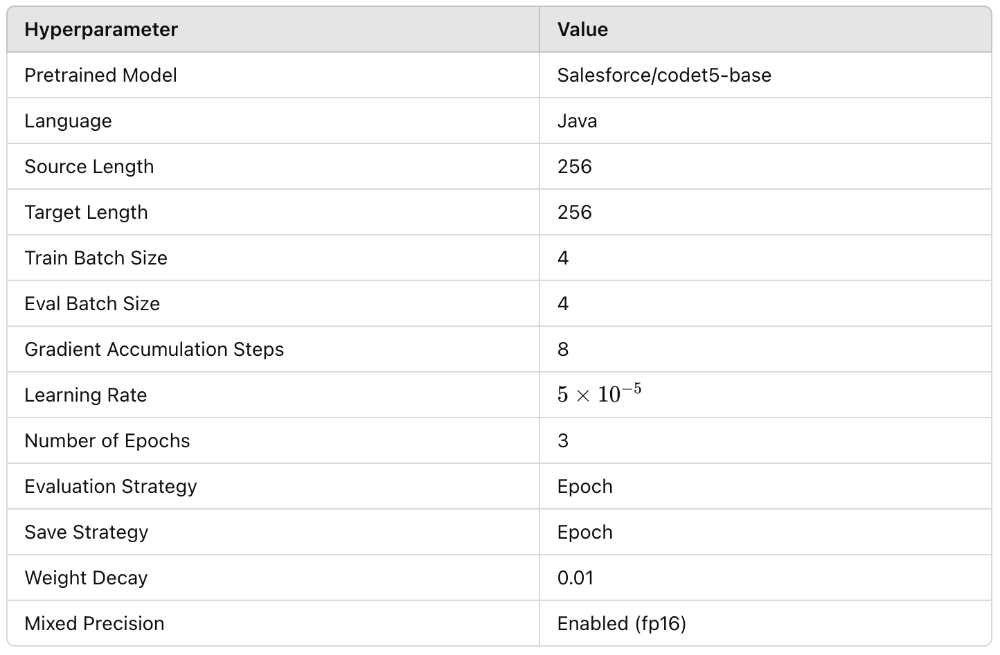 Hyperparameter Value
Pretrained Model Salesforce/codet5-base
Language Java
Source Length 256
Target Length 256
Train Batch Size 4
Eval Batch Size 4
Gradient Accumulation Steps 8
Learning Rate 5 × 10⁻⁵
Number of Epochs 3
Evaluation Strategy Epoch
Save Strategy Epoch
Weight Decay 0.01
Mixed Precision Enabled (fp16)